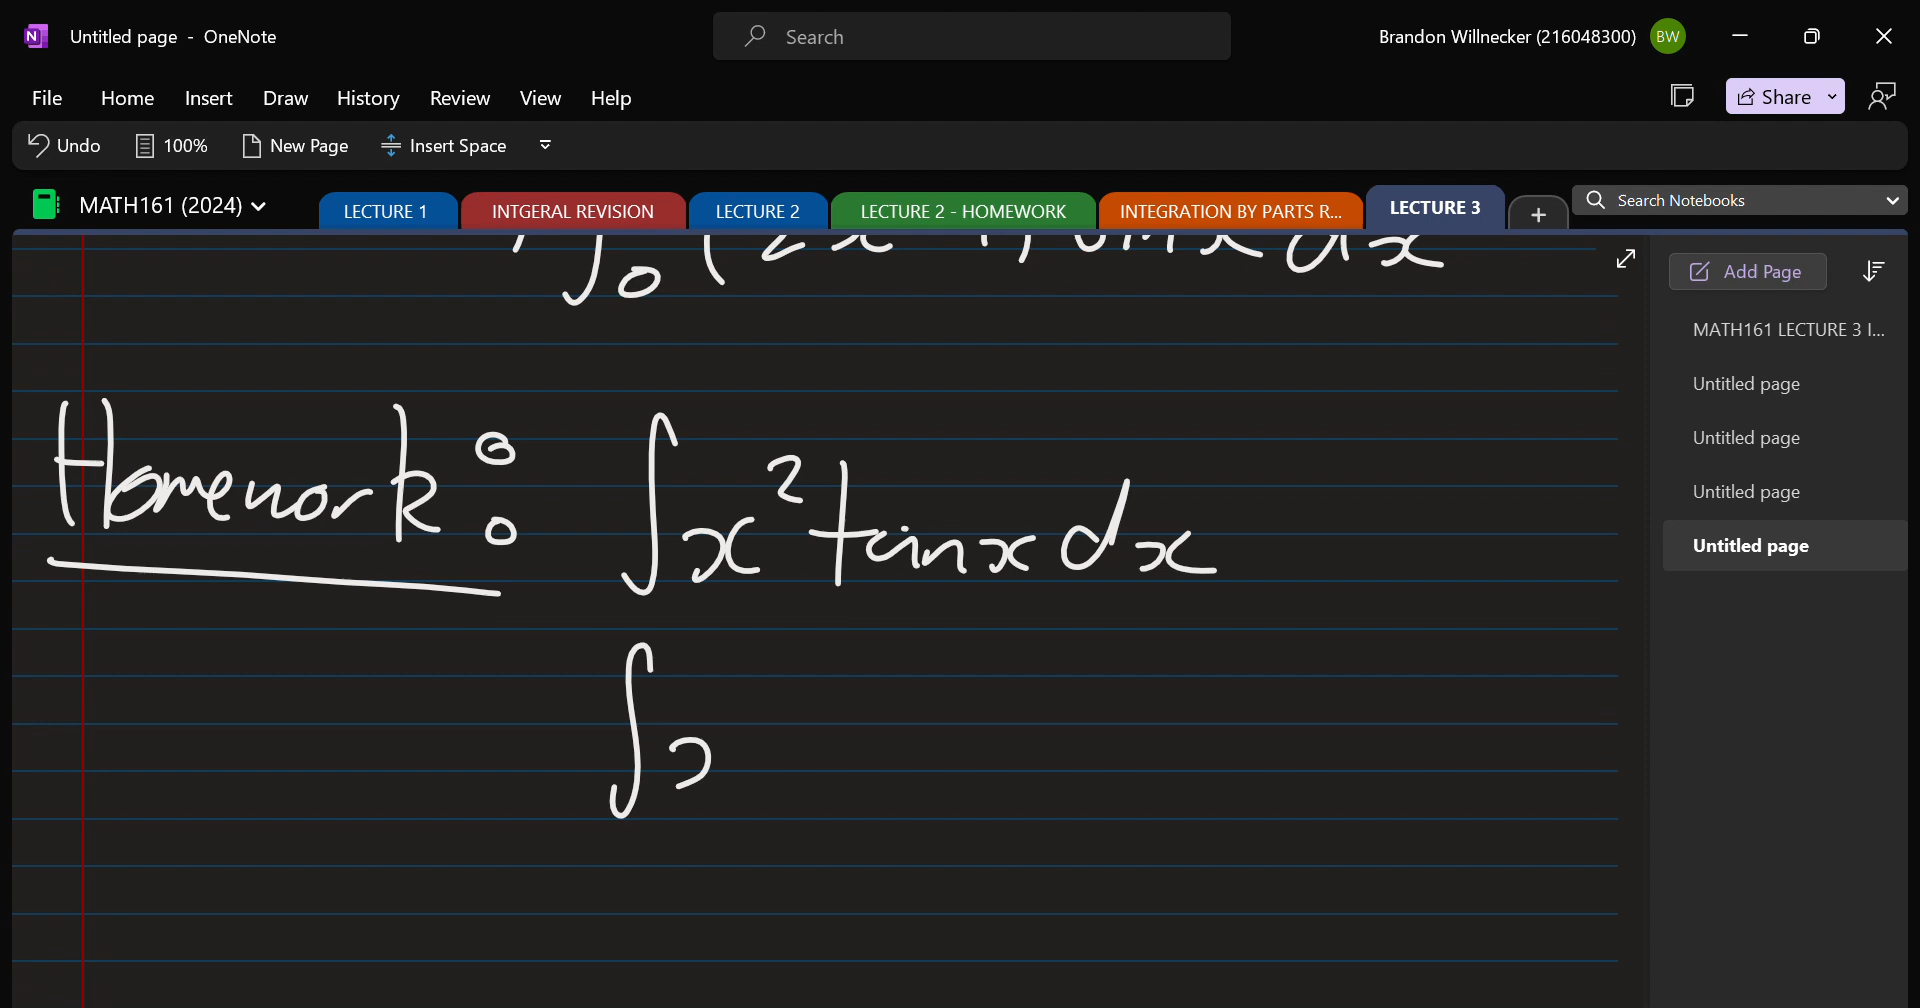 Untitled page - OneNote
Search
Brandon Willnecker (216048300) BW
File Home Insert Draw History Review View Help
Share
Undo 100% New Page Insert Space
MATH161 (2024)
LECTURE 1
INTGERAL REVISION
LECTURE 2
LECTURE 2 - HOMEWORK
INTEGRATION BY PARTS R...
LECTURE 3
+
Search Notebooks
Add Page
MATH161 LECTURE 3 I...
Untitled page
Untitled page
Untitled page
Untitled page
Homework: ∫x² tanx dx
∫